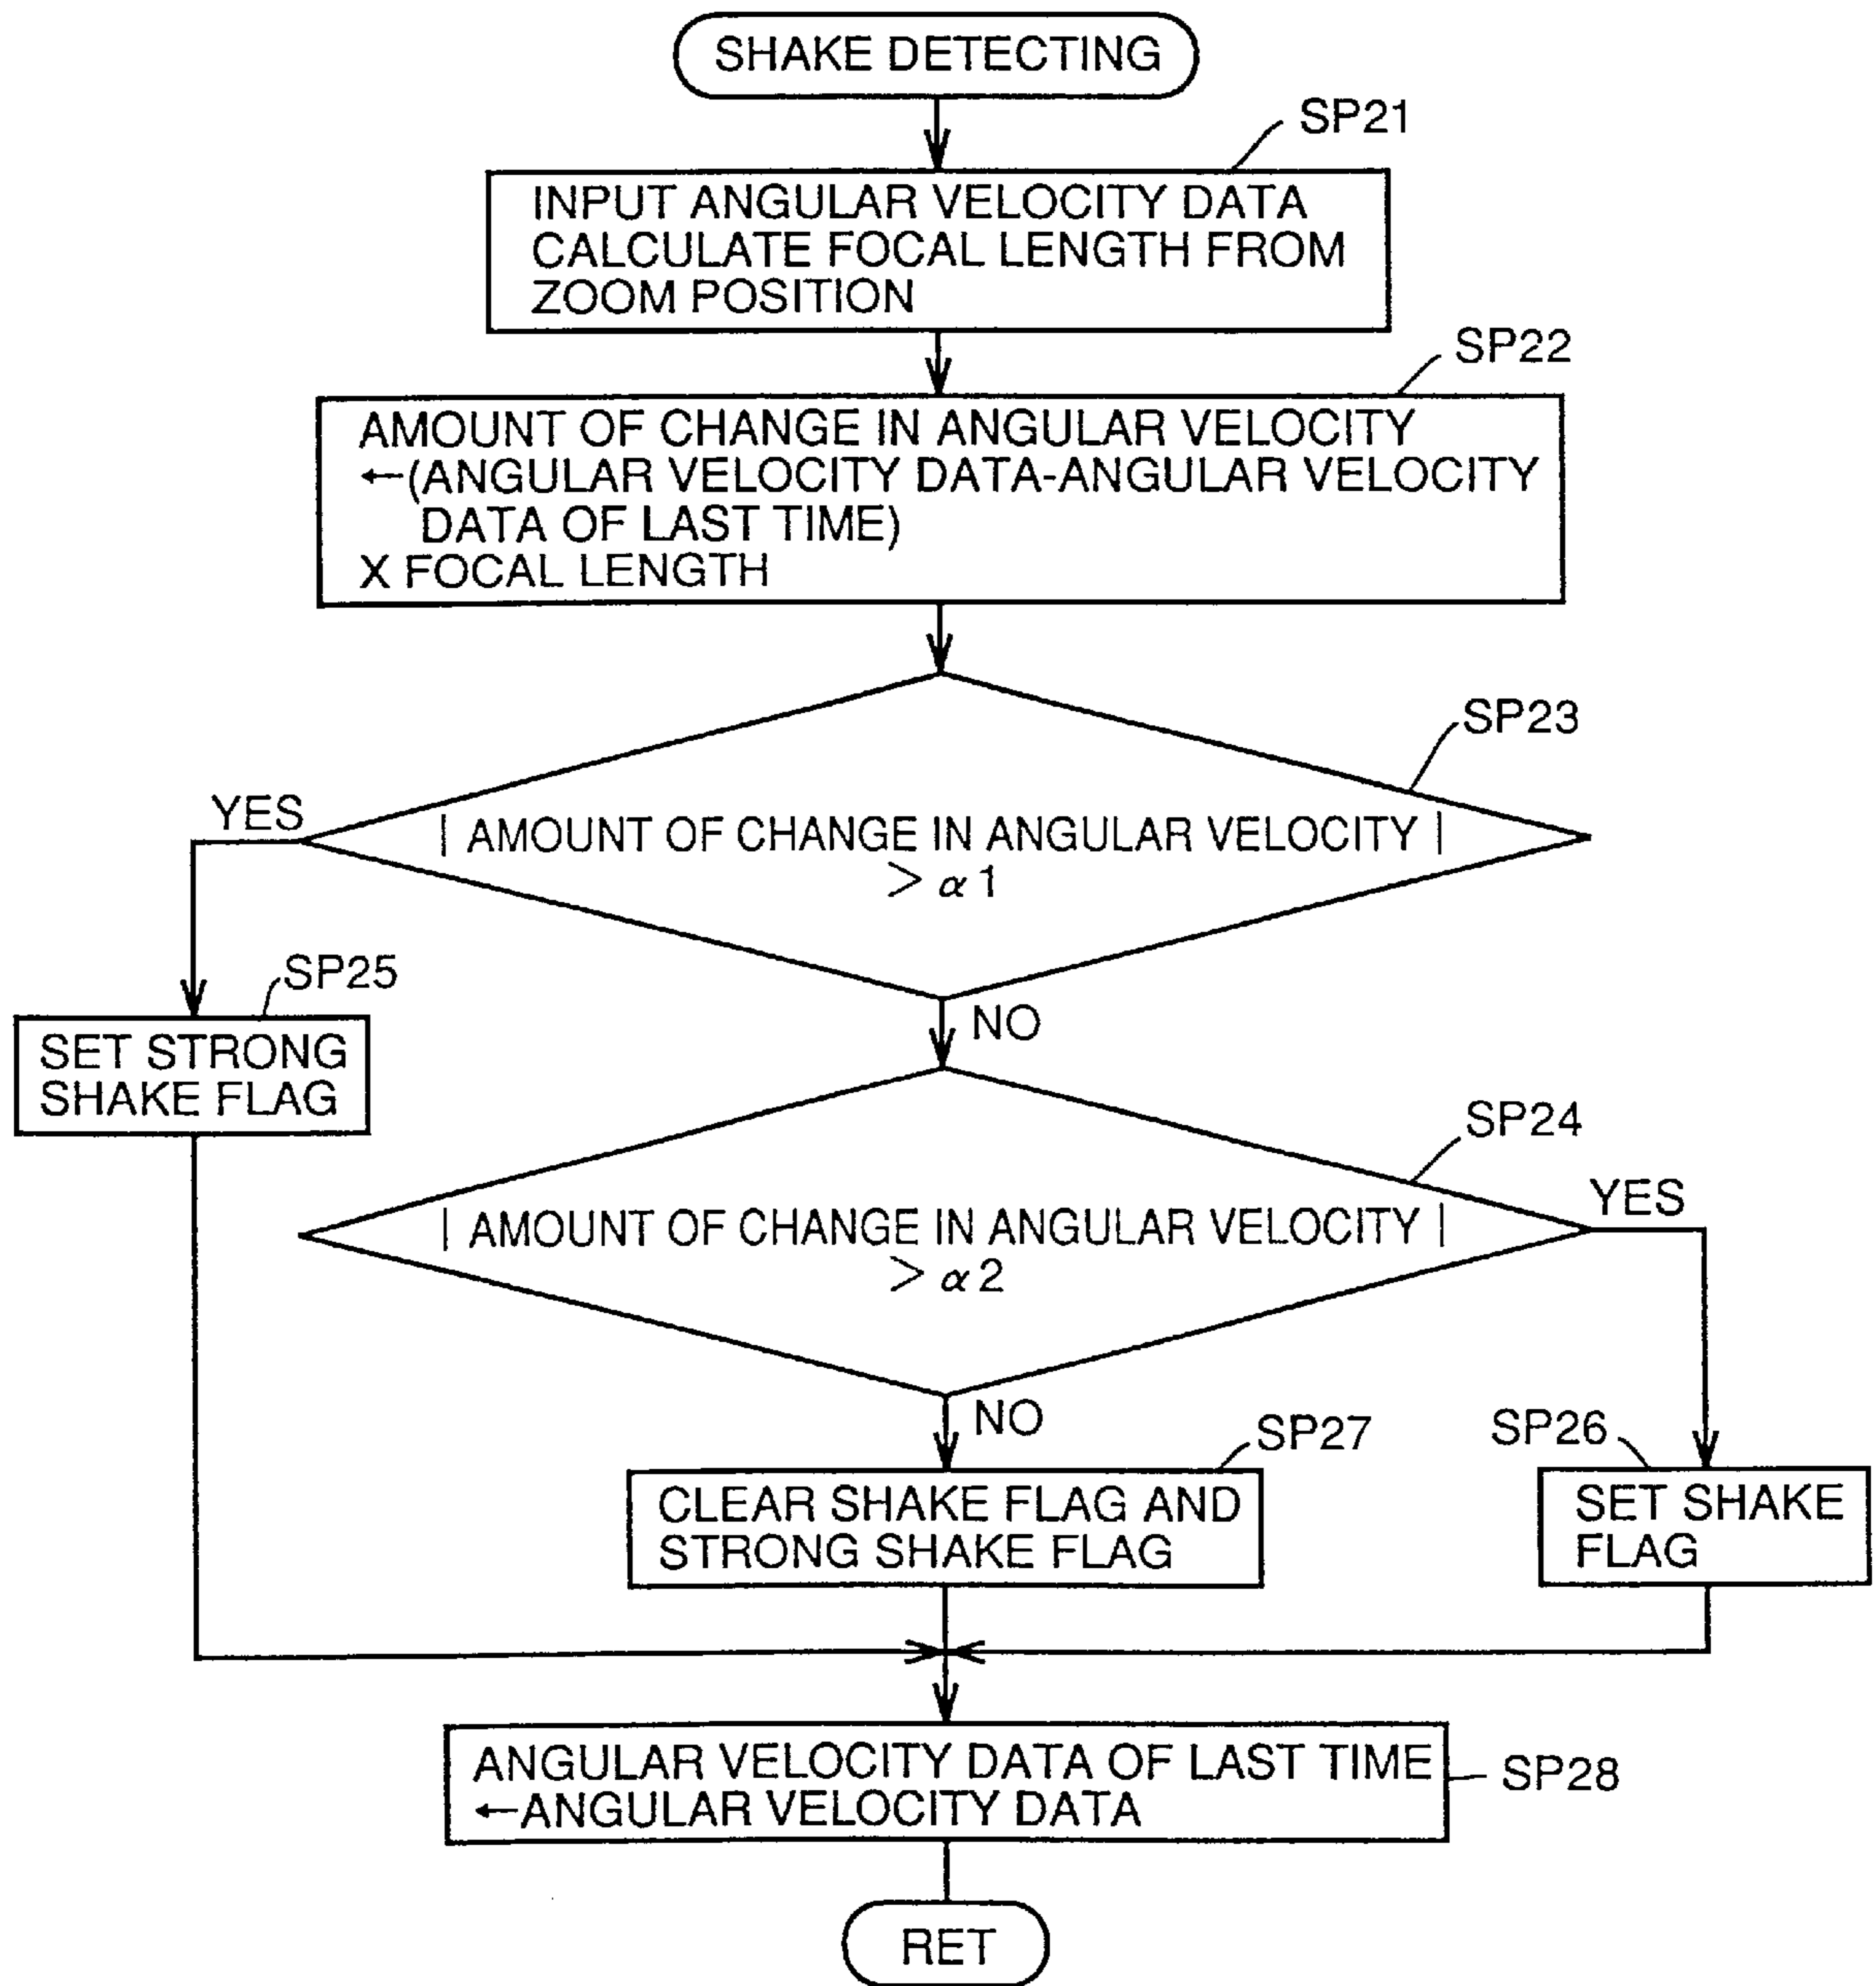 SHAKE DETECTING
SP21
INPUT ANGULAR VELOCITY DATA
CALCULATE FOCAL LENGTH FROM
ZOOM POSITION
SP22
AMOUNT OF CHANGE IN ANGULAR VELOCITY
←(ANGULAR VELOCITY DATA-ANGULAR VELOCITY
DATA OF LAST TIME)
X FOCAL LENGTH
SP23
YES
| AMOUNT OF CHANGE IN ANGULAR VELOCITY |
> α1
SP25
NO
SET STRONG
SHAKE FLAG
SP24
YES
| AMOUNT OF CHANGE IN ANGULAR VELOCITY |
> α2
NO
SP27
SP26
CLEAR SHAKE FLAG AND
STRONG SHAKE FLAG
SET SHAKE
FLAG
ANGULAR VELOCITY DATA OF LAST TIME
←ANGULAR VELOCITY DATA
SP28
RET